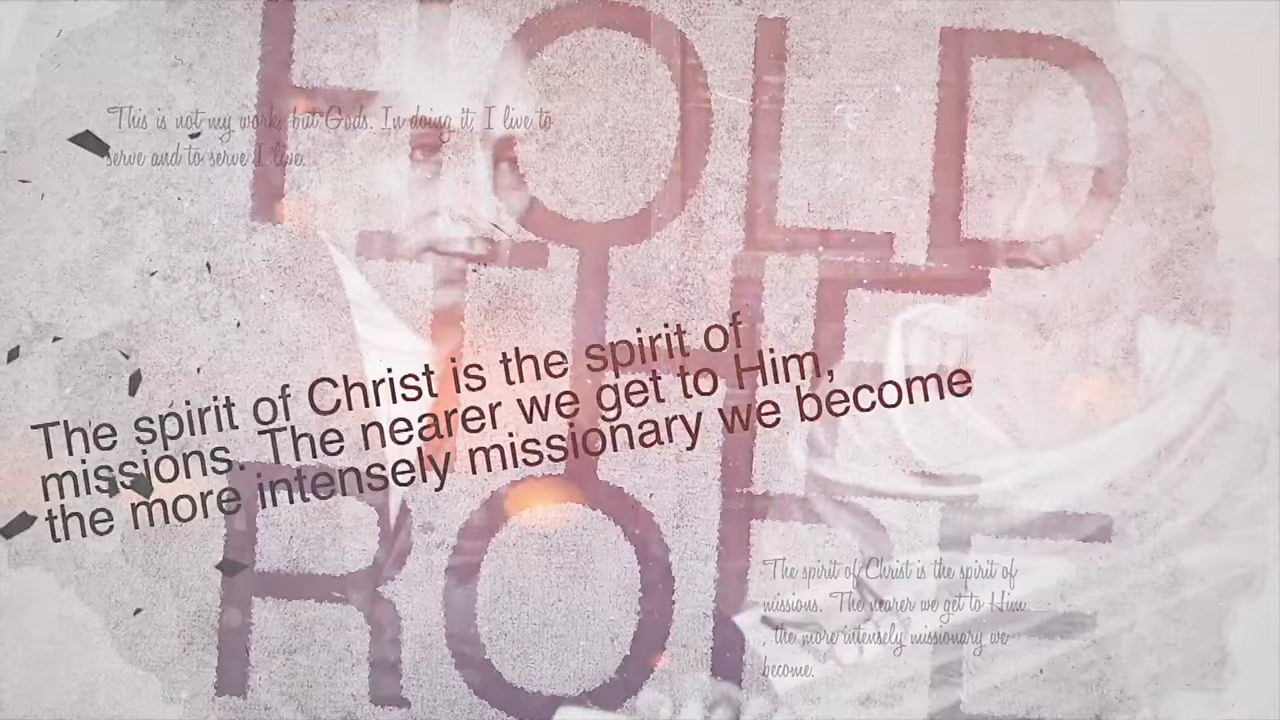 HOLD
This is not my work, but Gods. In doing it, I live to
serve and to serve I live.
THE
The spirit of Christ is the spirit of
missions. The nearer we get to Him,
the more intensely missionary we become
ROPE
The spirit of Christ is the spirit of
missions. The nearer we get to Him
, the more intensely missionary we
become.